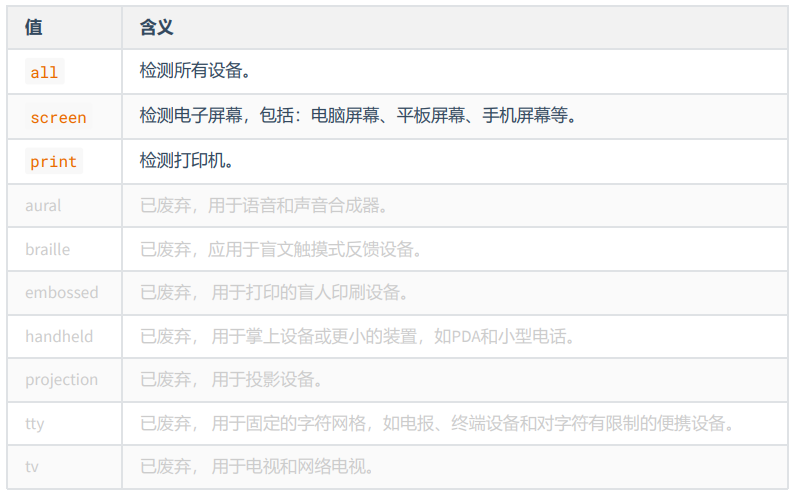 值 含义
all 检测所有设备。
screen 检测电子屏幕，包括：电脑屏幕、平板屏幕、手机屏幕等。
print 检测打印机。
aural 已废弃，用于语音和声音合成器。
braille 已废弃，应用于盲文触摸式反馈设备。
embossed 已废弃， 用于打印的盲人印刷设备。
handheld 已废弃， 用于掌上设备或更小的装置，如PDA和小型电话。
projection 已废弃， 用于投影设备。
tty 已废弃， 用于固定的字符网格，如电报、终端设备和对字符有限制的便携设备。
tv 已废弃， 用于电视和网络电视。